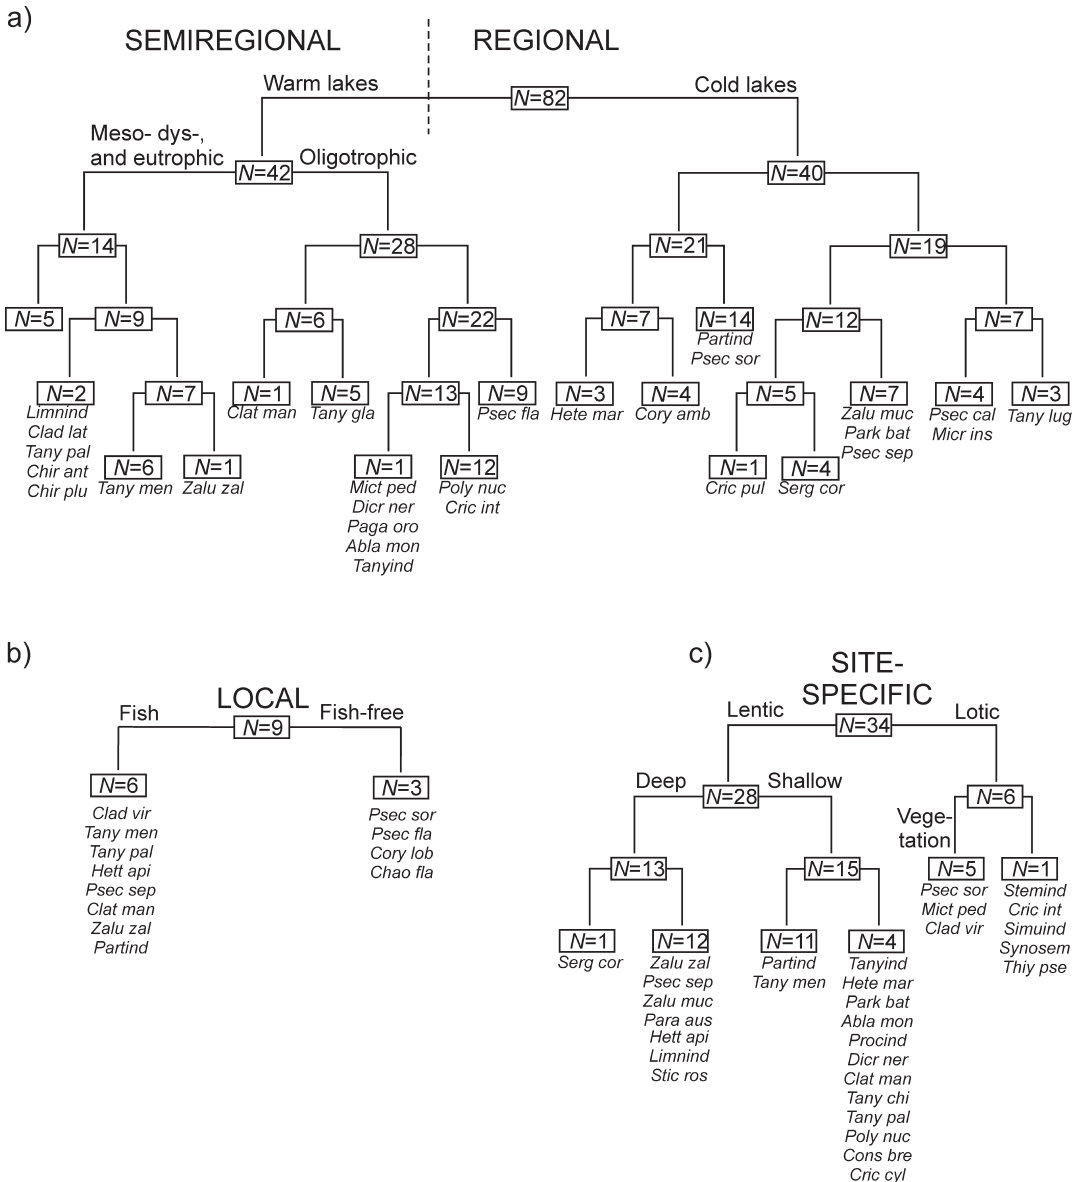 a)
SEMIREGIONAL
REGIONAL
Warm lakes
N=82
Cold lakes
Meso- dys-,
and eutrophic
N=42
Oligotrophic
N=40
N=14
N=28
N=21
N=19
N=5
N=9
N=6
N=22
N=7
N=14
Partind
Psec sor
N=12
N=7
N=2
Limnind
Clad lat
Tany pal
Chir ant
Chir plu
N=7
N=1
Clat man
N=5
Tany gla
N=13
N=9
Psec fla
N=3
Hete mar
N=4
Cory amb
N=5
N=7
Zalu muc
Park bat
Psec sep
N=4
Psec cal
Micr ins
N=3
Tany lug
N=6
Tany men
N=1
Zalu zal
N=1
Mict ped
Dicr ner
Paga oro
Abla mon
Tanyind
N=12
Poly nuc
Cric int
N=1
Cric pul
N=4
Serg cor
b)
LOCAL
Fish
N=9
Fish-free
N=6
Clad vir
Tany men
Tany pal
Hett api
Psec sep
Clat man
Zalu zal
Partind
N=3
Psec sor
Psec fla
Cory lob
Chao fla
c)
SITE-
SPECIFIC
Lentic
N=34
Lotic
Deep
N=28
Shallow
N=6
Vege-
tation
N=13
N=15
N=5
Psec sor
Mict ped
Clad vir
N=1
Stemind
Cric int
Simuind
Synosem
Thiy pse
N=1
Serg cor
N=12
Zalu zal
Psec sep
Zalu muc
Para aus
Hett api
Limnind
Stic ros
N=11
Partind
Tany men
N=4
Tanyind
Hete mar
Park bat
Abla mon
Procind
Dicr ner
Clat man
Tany chi
Tany pal
Poly nuc
Cons bre
Cric cyl